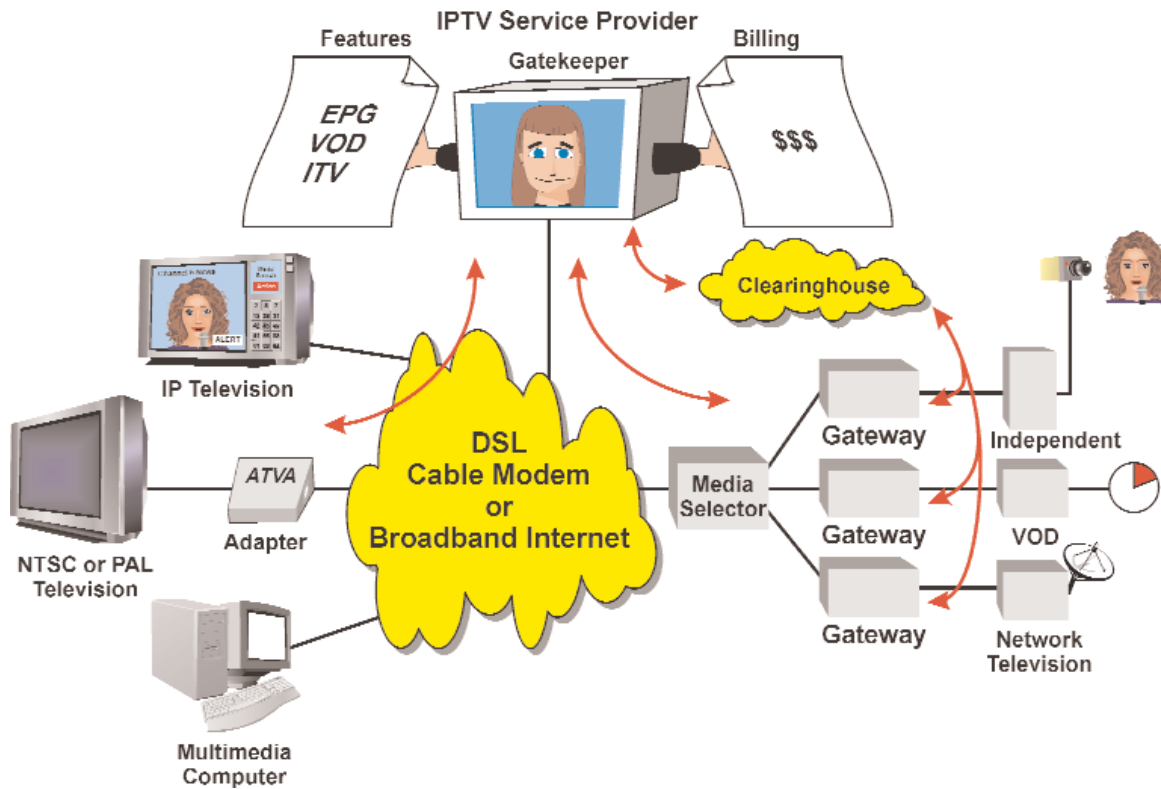 IPTV Service Provider
Features
Billing
Gatekeeper
EPG
VOD
ITV
$$$
ALERT
IP Television
Clearinghouse
DSL
Cable Modem
or
Broadband Internet
ATVA
Adapter
NTSC or PAL
Television
Multimedia
Computer
Media
Selector
Gateway
Independent
Gateway
VOD
Gateway
Network
Television